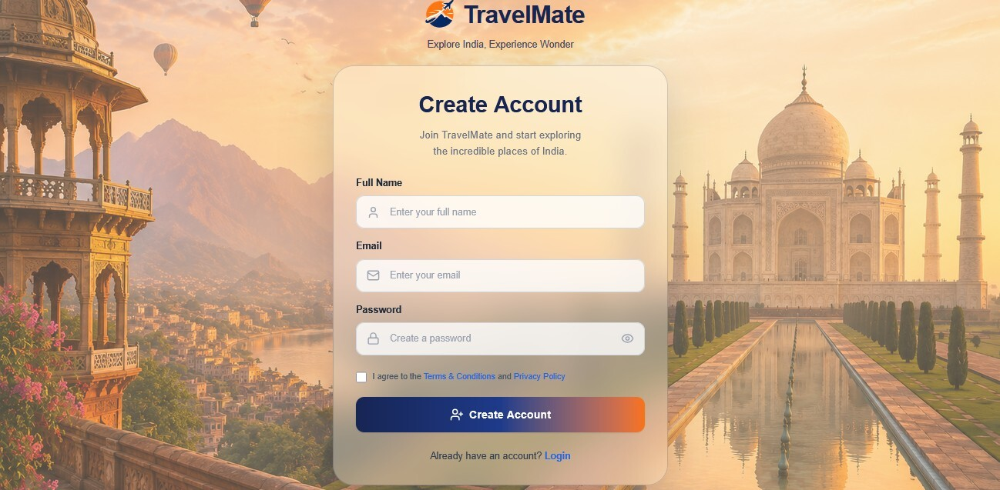 TravelMate
Explore India, Experience Wonder
Create Account
Join TravelMate and start exploring
the incredible places of India.
Full Name
Enter your full name
Email
Enter your email
Password
Create a password
I agree to the Terms & Conditions and Privacy Policy
Create Account
Already have an account? Login